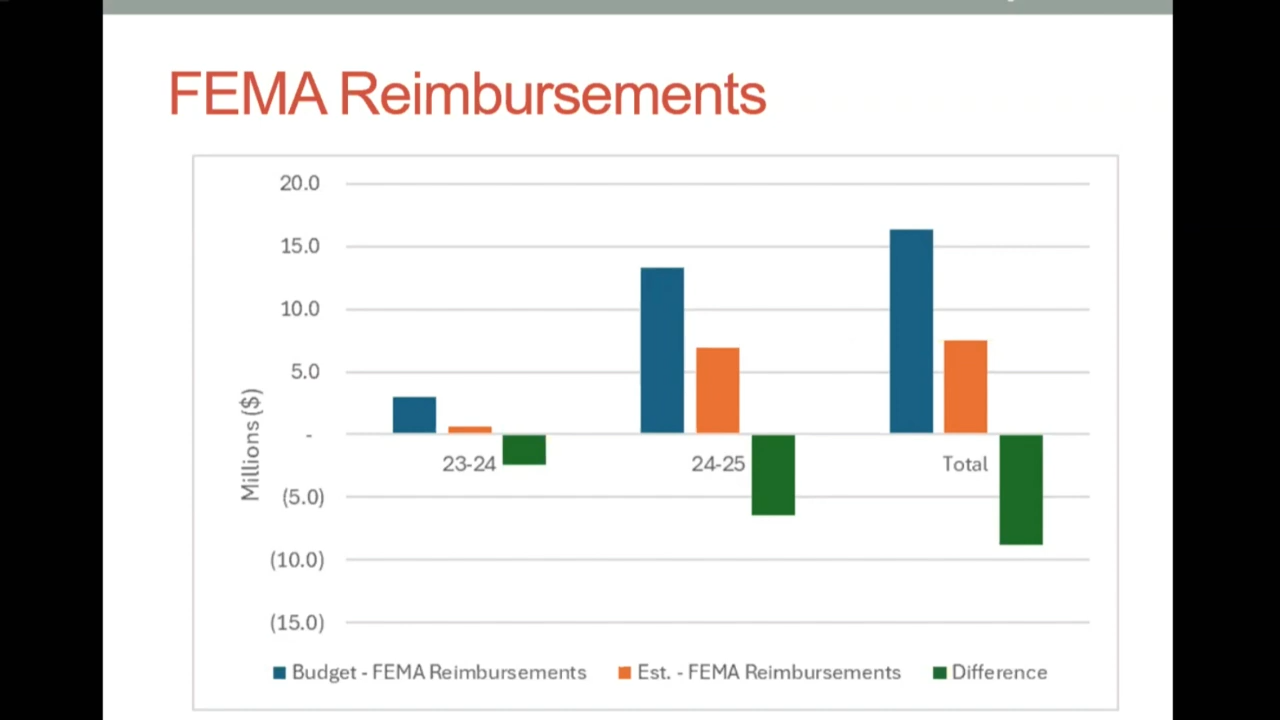 FEMA Reimbursements
20.0
15.0
10.0
5.0
-
(5.0)
(10.0)
(15.0)
Millions ($)
23-24
24-25
Total
Budget - FEMA Reimbursements
Est. - FEMA Reimbursements
Difference